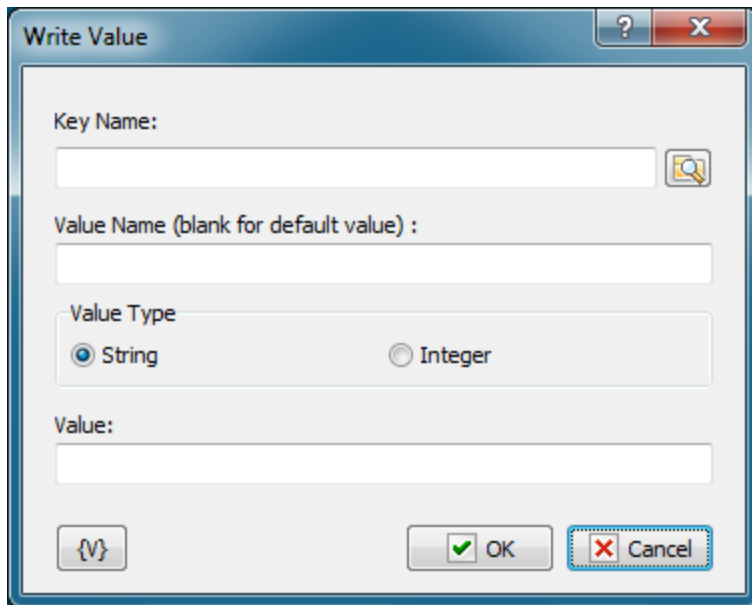 Write Value
?
Key Name:
Value Name (blank for default value) :
Value Type
String
Integer
Value:
{V}
OK
Cancel